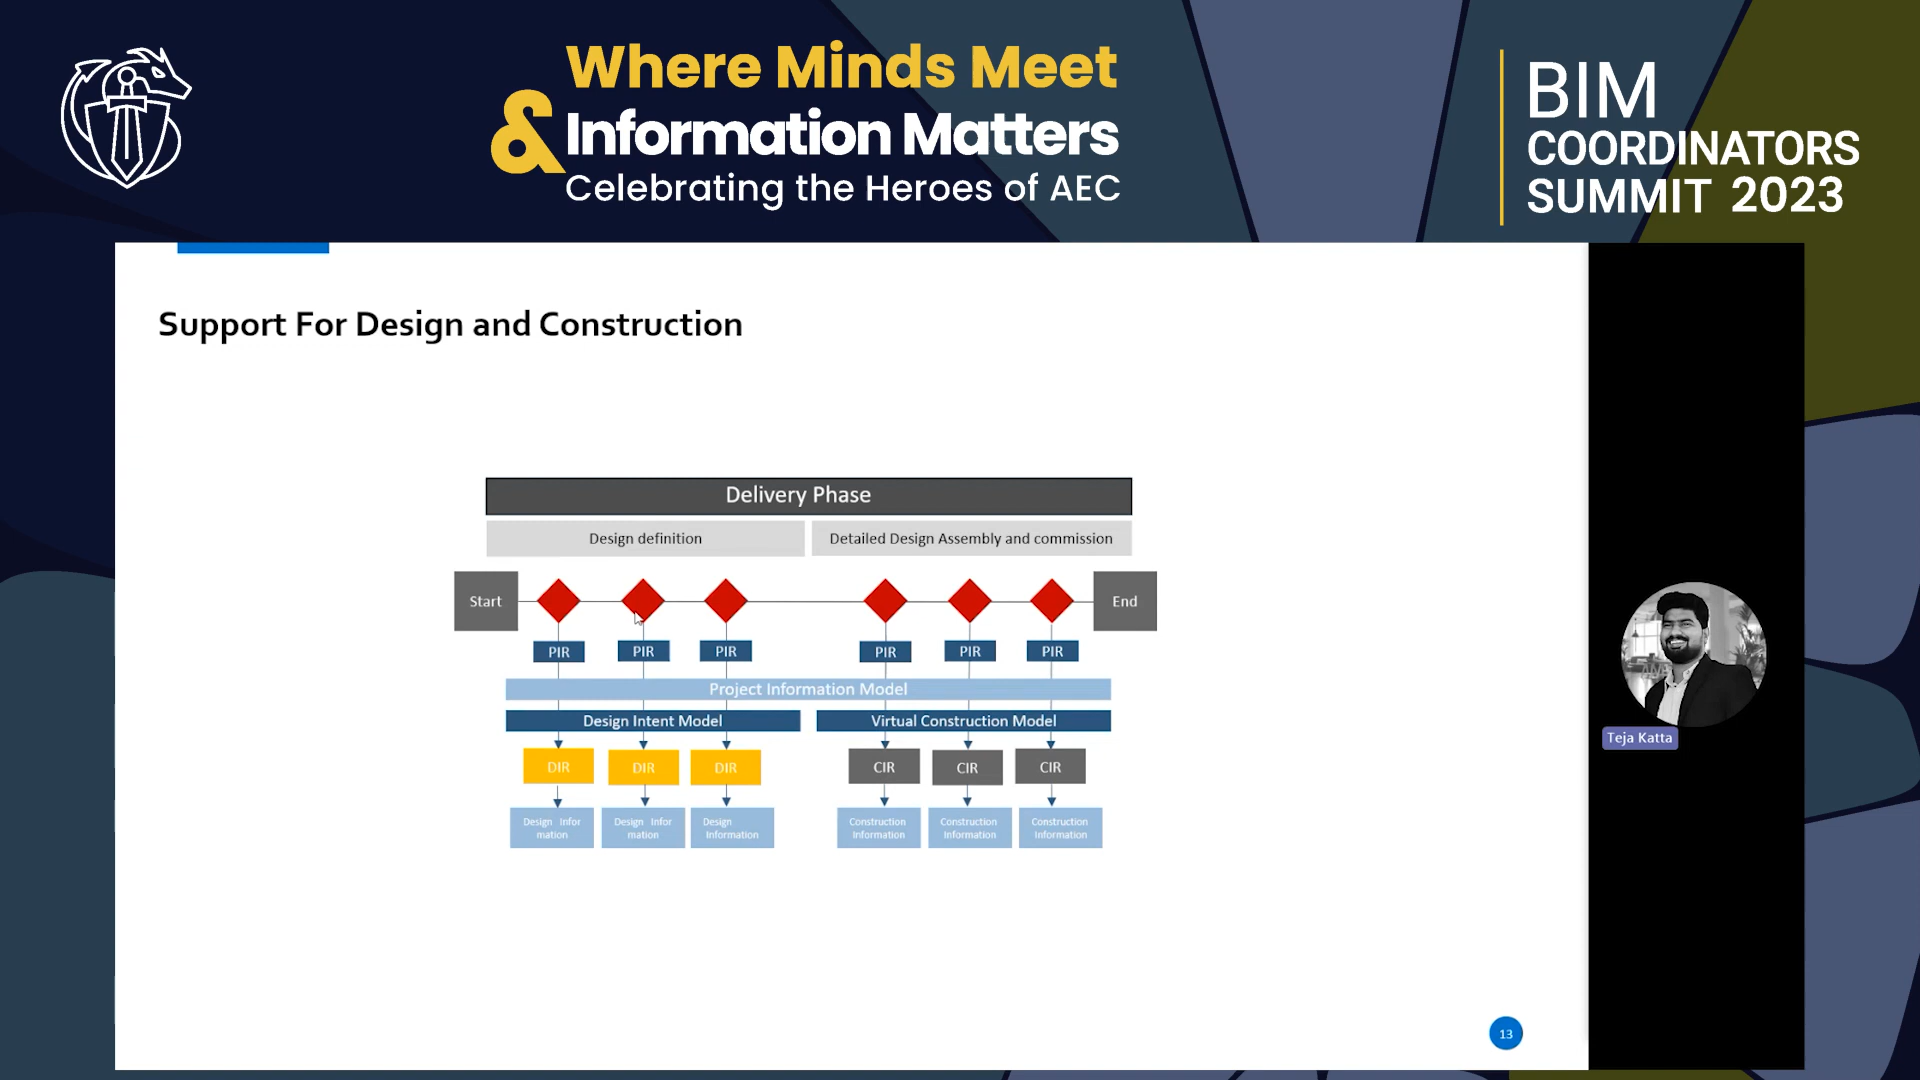 Where Minds Meet
& Information Matters
Celebrating the Heroes of AEC
BIM
COORDINATORS
SUMMIT 2023
Support For Design and Construction
Delivery Phase
Design definition
Detailed Design Assembly and commission
Start
End
PIR
PIR
PIR
PIR
PIR
PIR
Project Information Model
Design Intent Model
Virtual Construction Model
DIR
DIR
DIR
CIR
CIR
CIR
Design Infor
mation
Design Infor
mation
Design
Information
Construction
Information
Construction
Information
Construction
Information
Teja Katta
13